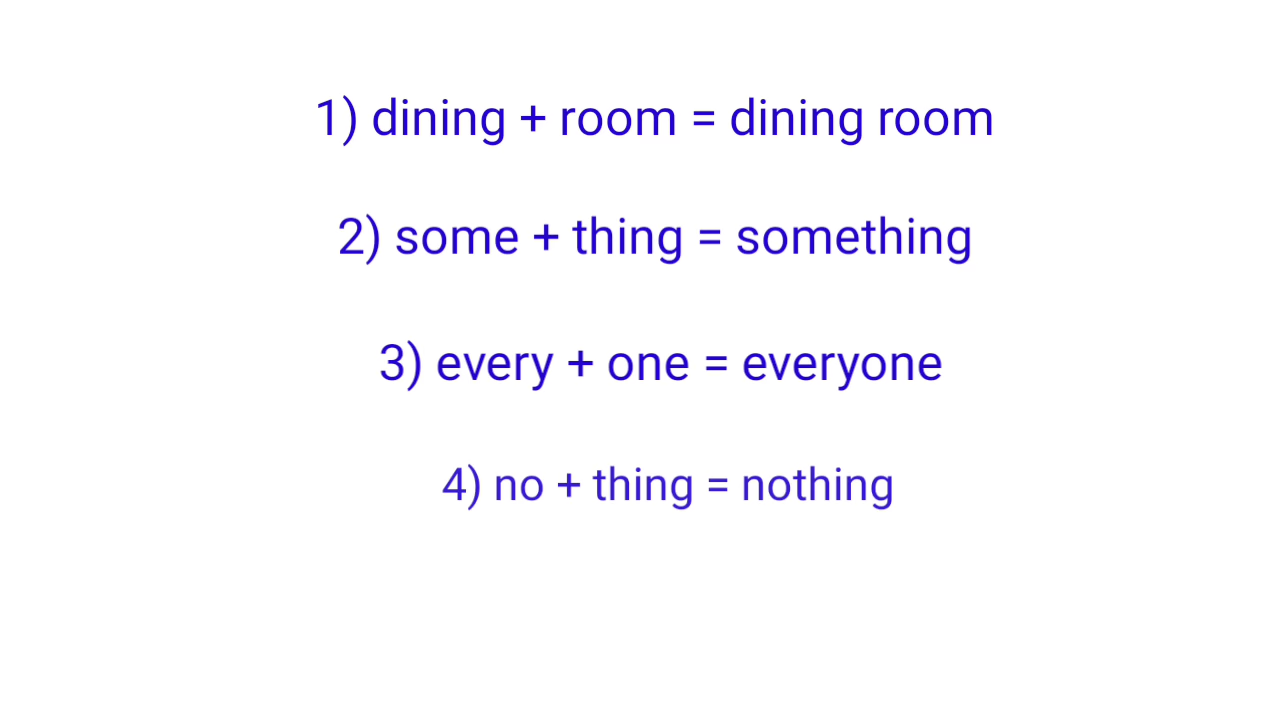 1) dining + room = dining room
2) some + thing = something
3) every + one = everyone
4) no + thing = nothing